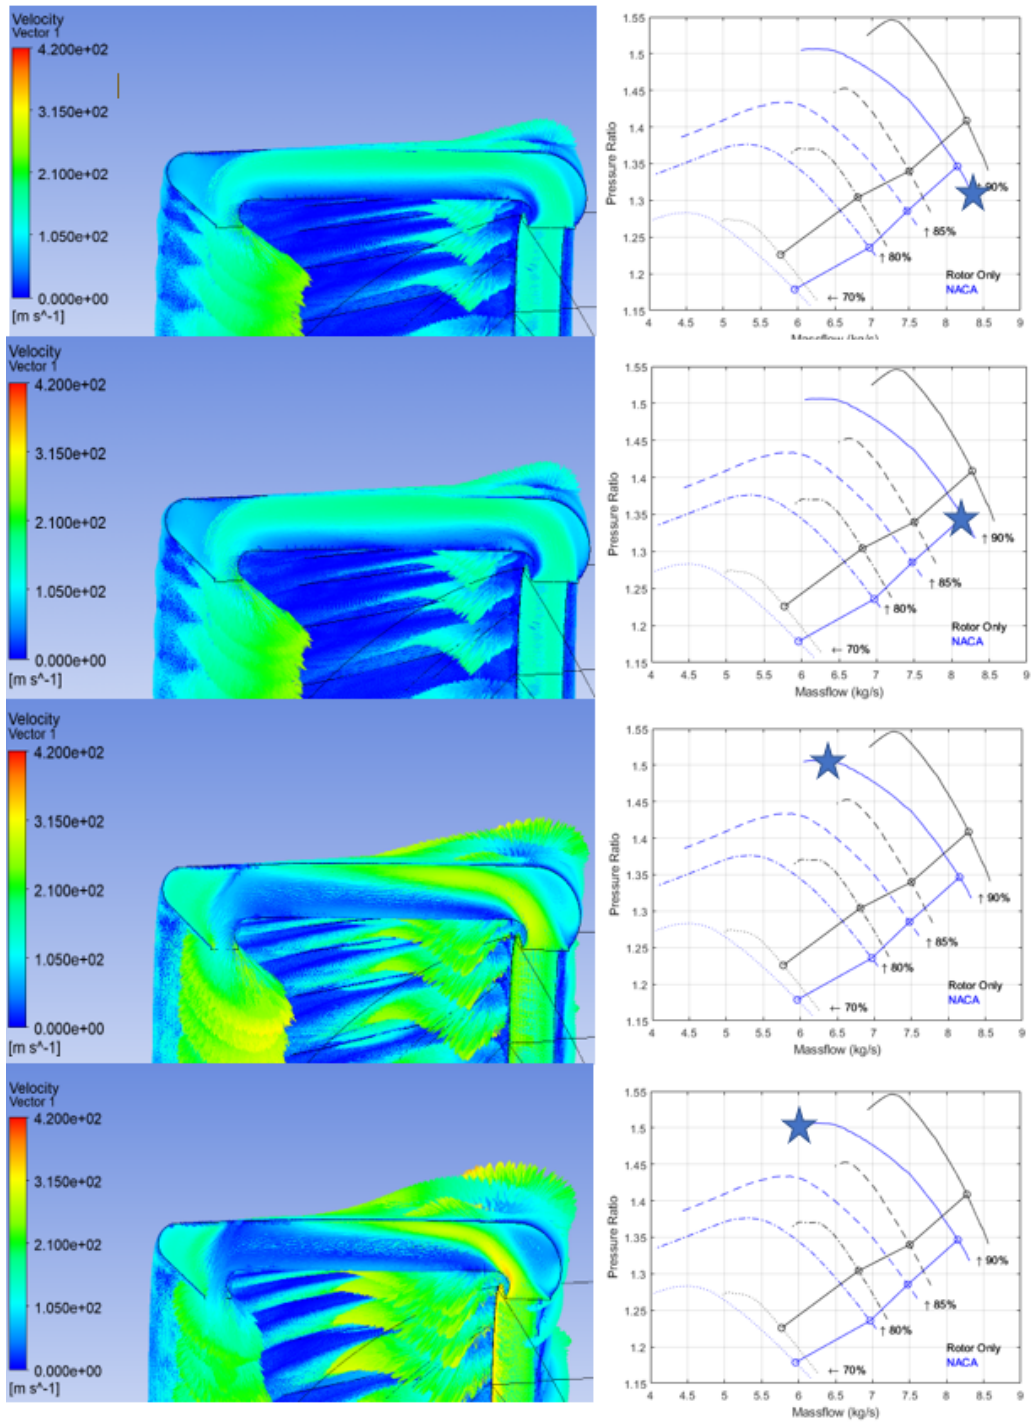 Velocity
Vector 1
4.200e+02
3.150e+02
2.100e+02
1.050e+02
0.000e+00
[m s^-1]
1.55
1.5
1.45
1.4
1.35
1.3
1.25
1.2
1.15
Pressure Ratio
90%
↑ 85%
↑ 80%
← 70%
Rotor Only
NACA
4 4.5 5 5.5 6 6.5 7 7.5 8 8.5 9
Massflow (kg/s)
Velocity
Vector 1
4.200e+02
3.150e+02
2.100e+02
1.050e+02
0.000e+00
[m s^-1]
1.55
1.5
1.45
1.4
1.35
1.3
1.25
1.2
1.15
Pressure Ratio
↑ 90%
↑ 85%
↑ 80%
← 70%
Rotor Only
NACA
4 4.5 5 5.5 6 6.5 7 7.5 8 8.5 9
Massflow (kg/s)
Velocity
Vector 1
4.200e+02
3.150e+02
2.100e+02
1.050e+02
0.000e+00
[m s^-1]
1.55
1.5
1.45
1.4
1.35
1.3
1.25
1.2
1.15
Pressure Ratio
↑ 90%
↑ 85%
↑ 80%
← 70%
Rotor Only
NACA
4 4.5 5 5.5 6 6.5 7 7.5 8 8.5 9
Massflow (kg/s)
Velocity
Vector 1
4.200e+02
3.150e+02
2.100e+02
1.050e+02
0.000e+00
[m s^-1]
1.55
1.5
1.45
1.4
1.35
1.3
1.25
1.2
1.15
Pressure Ratio
↑ 90%
↑ 85%
↑ 80%
← 70%
Rotor Only
NACA
4 4.5 5 5.5 6 6.5 7 7.5 8 8.5 9
Massflow (kg/s)